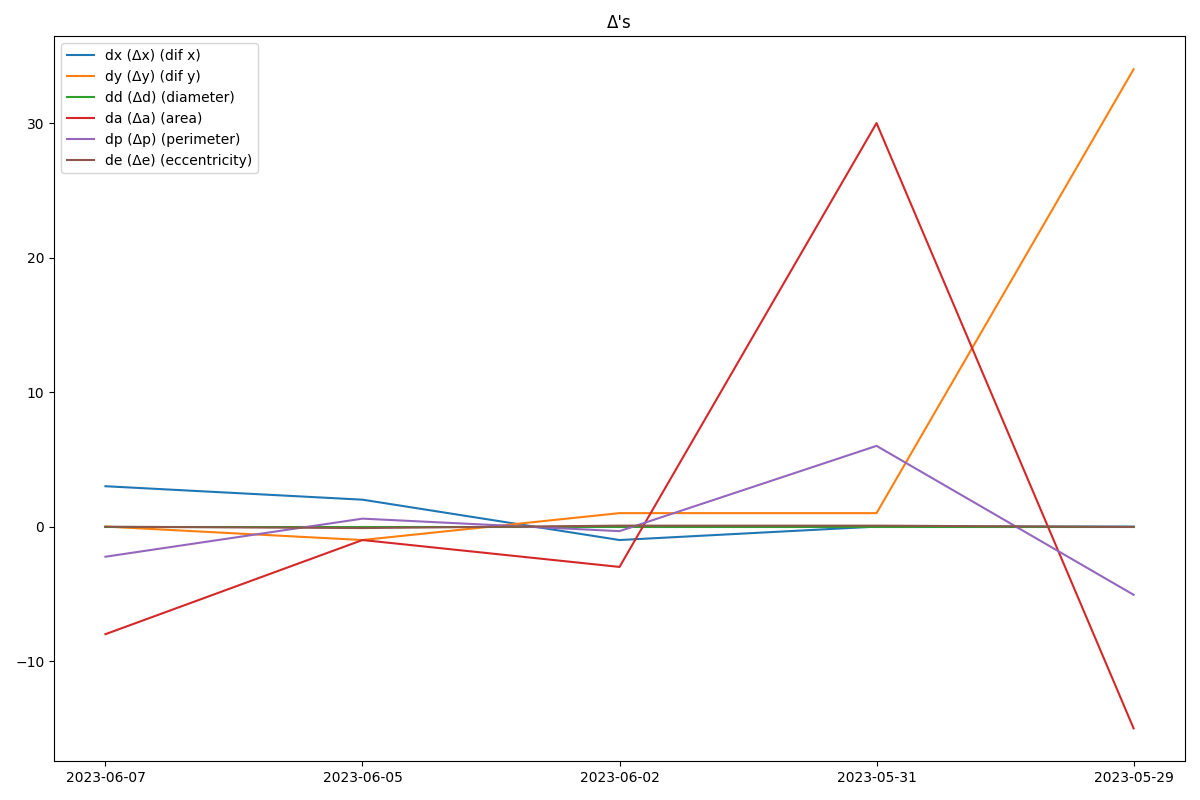 Δ's
dx (Δx) (dif x)
dy (Δy) (dif y)
dd (Δd) (diameter)
da (Δa) (area)
dp (Δp) (perimeter)
de (Δe) (eccentricity)
30
20
10
0
−10
2023-06-07 2023-06-05 2023-06-02 2023-05-31 2023-05-29